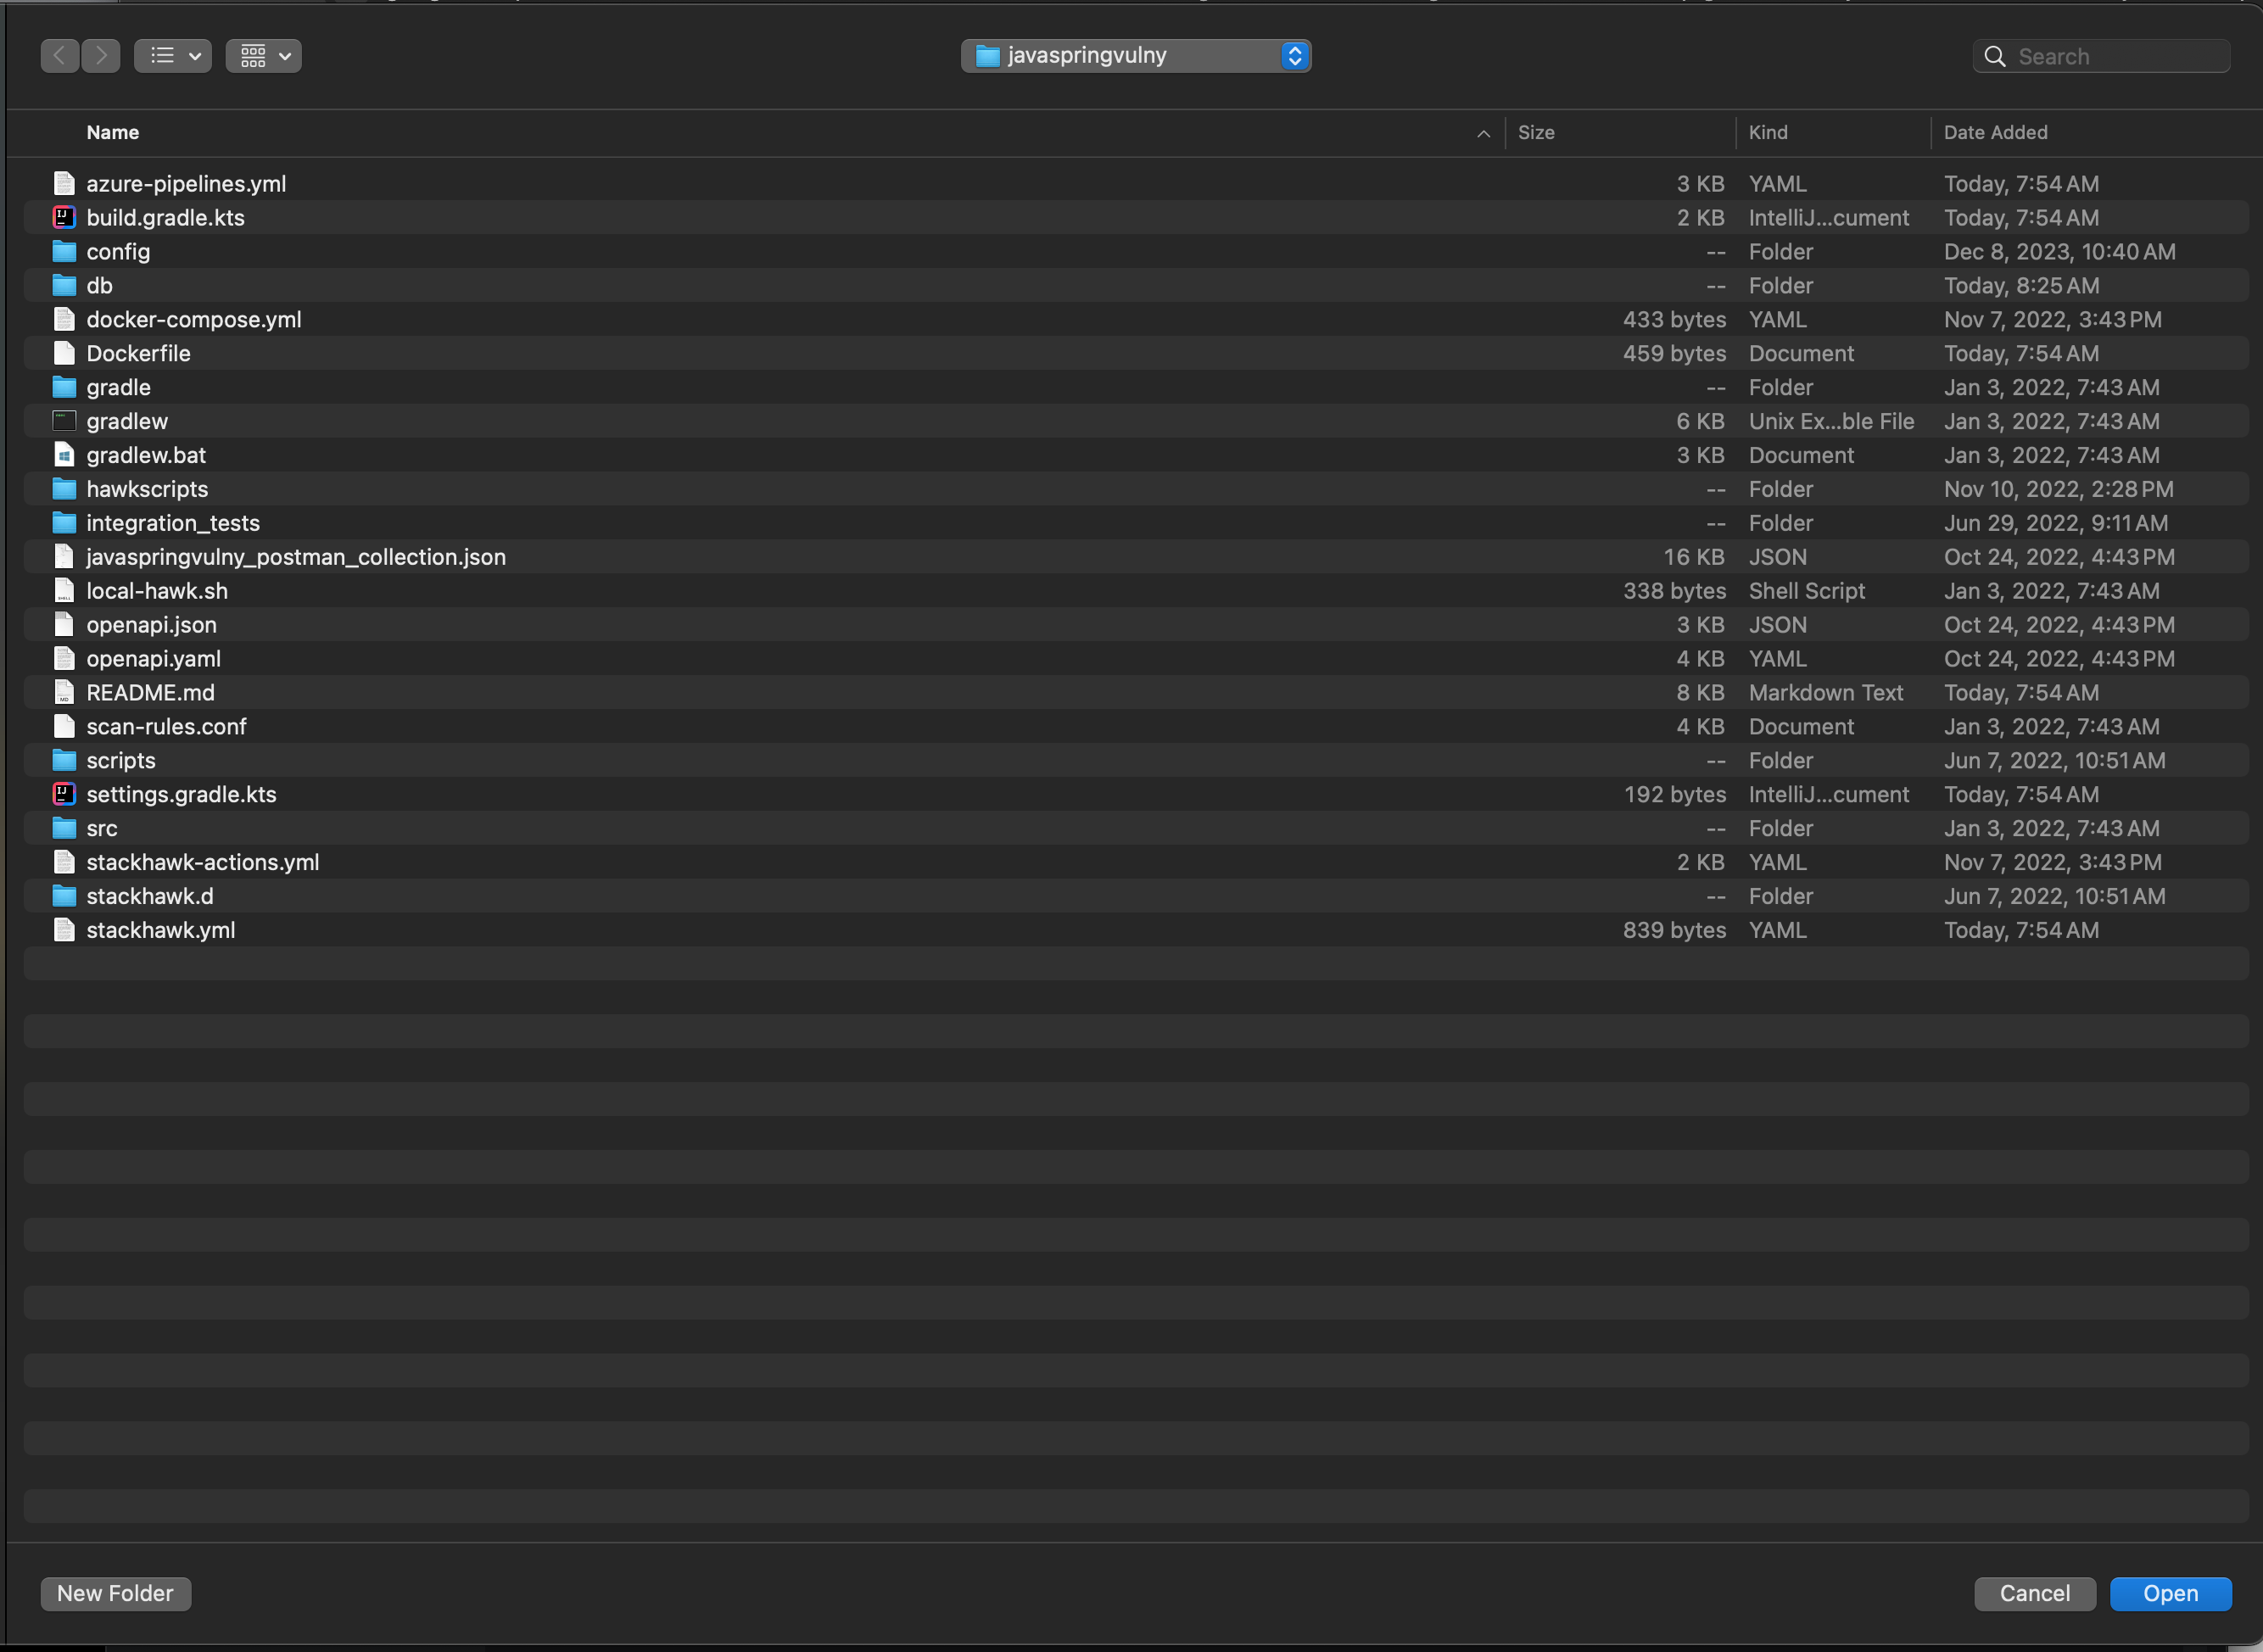 javaspringvulny
Search
Name Size Kind Date Added
azure-pipelines.yml 3 KB YAML Today, 7:54 AM
build.gradle.kts 2 KB IntelliJ...cument Today, 7:54 AM
config -- Folder Dec 8, 2023, 10:40 AM
db -- Folder Today, 8:25 AM
docker-compose.yml 433 bytes YAML Nov 7, 2022, 3:43 PM
Dockerfile 459 bytes Document Today, 7:54 AM
gradle -- Folder Jan 3, 2022, 7:43 AM
gradlew 6 KB Unix Ex...ble File Jan 3, 2022, 7:43 AM
gradlew.bat 3 KB Document Jan 3, 2022, 7:43 AM
hawkscripts -- Folder Nov 10, 2022, 2:28 PM
integration_tests -- Folder Jun 29, 2022, 9:11 AM
javaspringvulny_postman_collection.json 16 KB JSON Oct 24, 2022, 4:43 PM
local-hawk.sh 338 bytes Shell Script Jan 3, 2022, 7:43 AM
openapi.json 3 KB JSON Oct 24, 2022, 4:43 PM
openapi.yaml 4 KB YAML Oct 24, 2022, 4:43 PM
README.md 8 KB Markdown Text Today, 7:54 AM
scan-rules.conf 4 KB Document Jan 3, 2022, 7:43 AM
scripts -- Folder Jun 7, 2022, 10:51 AM
settings.gradle.kts 192 bytes IntelliJ...cument Today, 7:54 AM
src -- Folder Jan 3, 2022, 7:43 AM
stackhawk-actions.yml 2 KB YAML Nov 7, 2022, 3:43 PM
stackhawk.d -- Folder Jun 7, 2022, 10:51 AM
stackhawk.yml 839 bytes YAML Today, 7:54 AM
New Folder Cancel Open